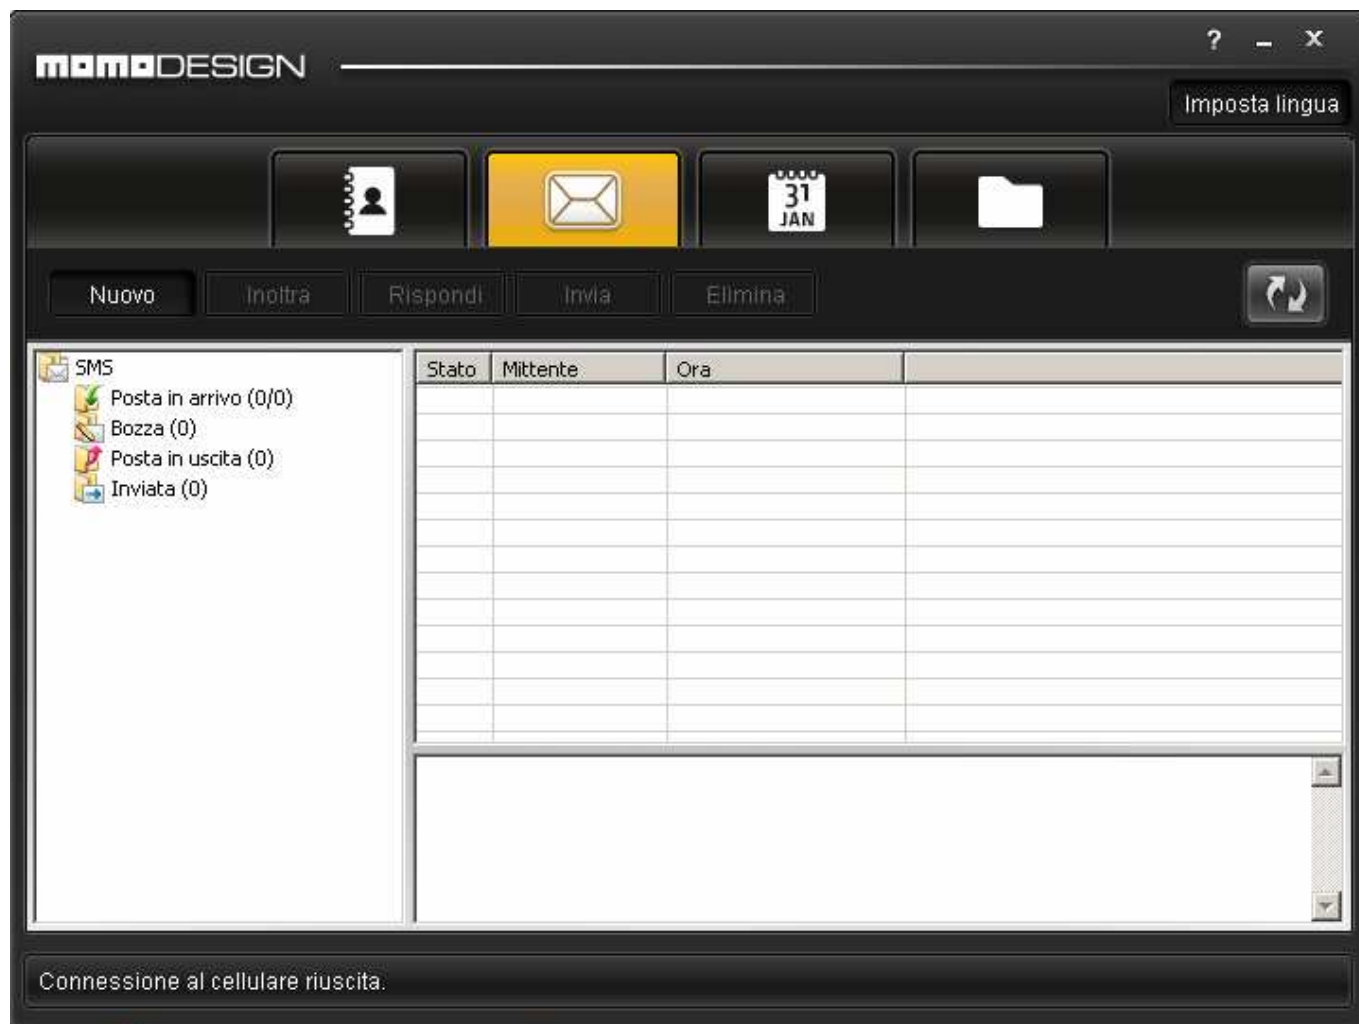 momoDESIGN
? – X
Imposta lingua
31
JAN
Nuovo Inoltra Rispondi Invia Elimina
SMS
Posta in arrivo (0/0)
Bozza (0)
Posta in uscita (0)
Inviata (0)
Stato Mittente Ora
Connessione al cellulare riuscita.